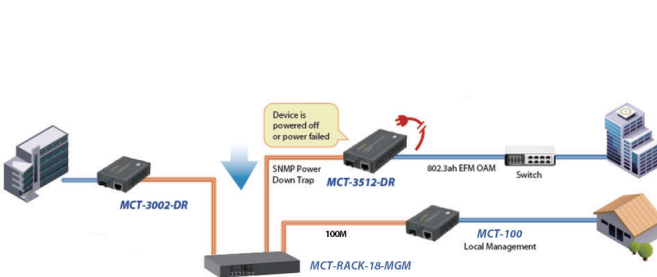 Device is
powered off
or power failed
SNMP Power
Down Trap
MCT-3512-DR
802.3ah EFM OAM
Switch
MCT-3002-DR
100M
MCT-100
Local Management
MCT-RACK-18-MGM